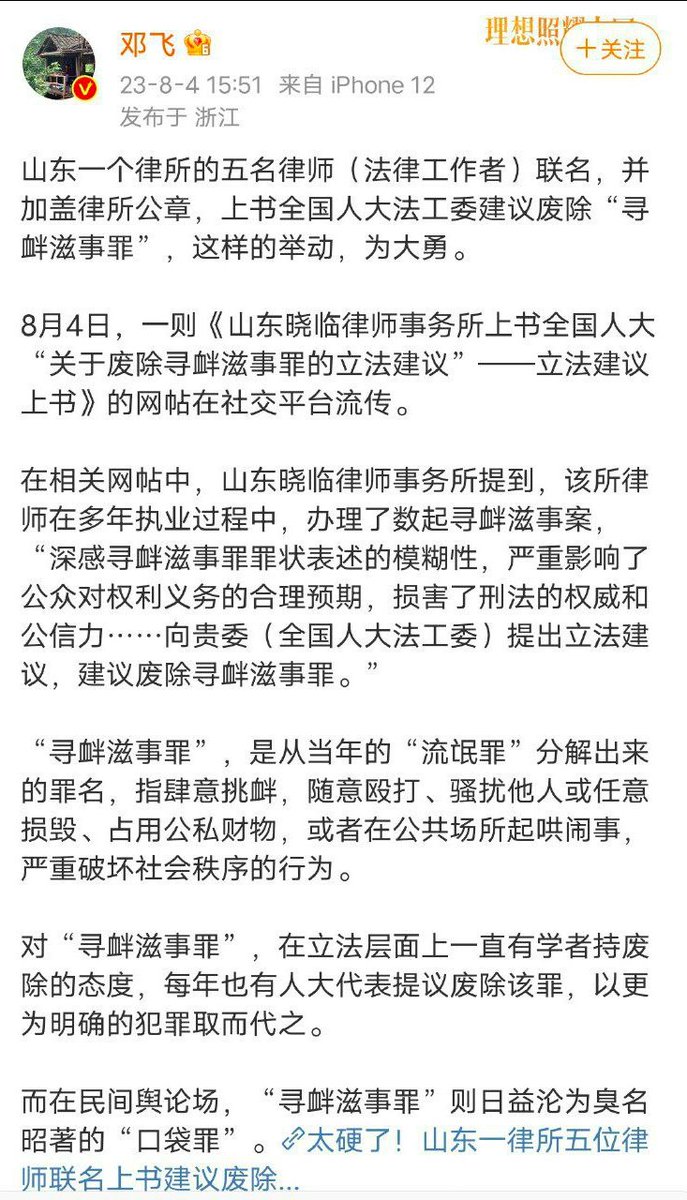 邓飞
理想照耀
＋关注
23-8-4 15:51 来自 iPhone 12
发布于 浙江
山东一个律所的五名律师（法律工作者）联名，并
加盖律所公章，上书全国人大法工委建议废除“寻
衅滋事罪”，这样的举动，为大勇。
8月4日，一则《山东晓临律师事务所上书全国人大
“关于废除寻衅滋事罪的立法建议”——立法建议
上书》的网帖在社交平台流传。
在相关网帖中，山东晓临律师事务所提到，该所律
师在多年执业过程中，办理了数起寻衅滋事案，
“深感寻衅滋事罪罪状表述的模糊性，严重影响了
公众对权利义务的合理预期，损害了刑法的权威和
公信力……向贵委（全国人大法工委）提出立法建
议，建议废除寻衅滋事罪。”
“寻衅滋事罪”，是从当年的“流氓罪”分解出来
的罪名，指肆意挑衅，随意殴打、骚扰他人或任意
损毁、占用公私财物，或者在公共场所起哄闹事，
严重破坏社会秩序的行为。
对“寻衅滋事罪”，在立法层面上一直有学者持废
除的态度，每年也有人大代表提议废除该罪，以更
为明确的犯罪取而代之。
而在民间舆论场，“寻衅滋事罪”则日益沦为臭名
昭著的“口袋罪”。太硬了！山东一律所五位律
师联名上书建议废除...